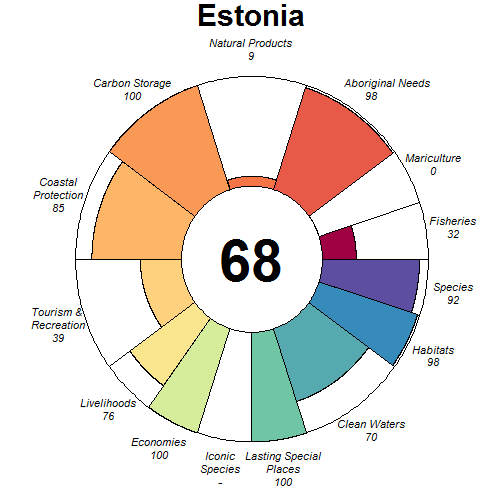 Estonia
Natural Products
9
Carbon Storage
100
Aboriginal Needs
98
Mariculture
0
Coastal
Protection
85
Fisheries
32
68
Species
92
Tourism &
Recreation
39
Habitats
98
Livelihoods
76
Clean Waters
70
Economies
100
Iconic
Species
-
Lasting Special
Places
100